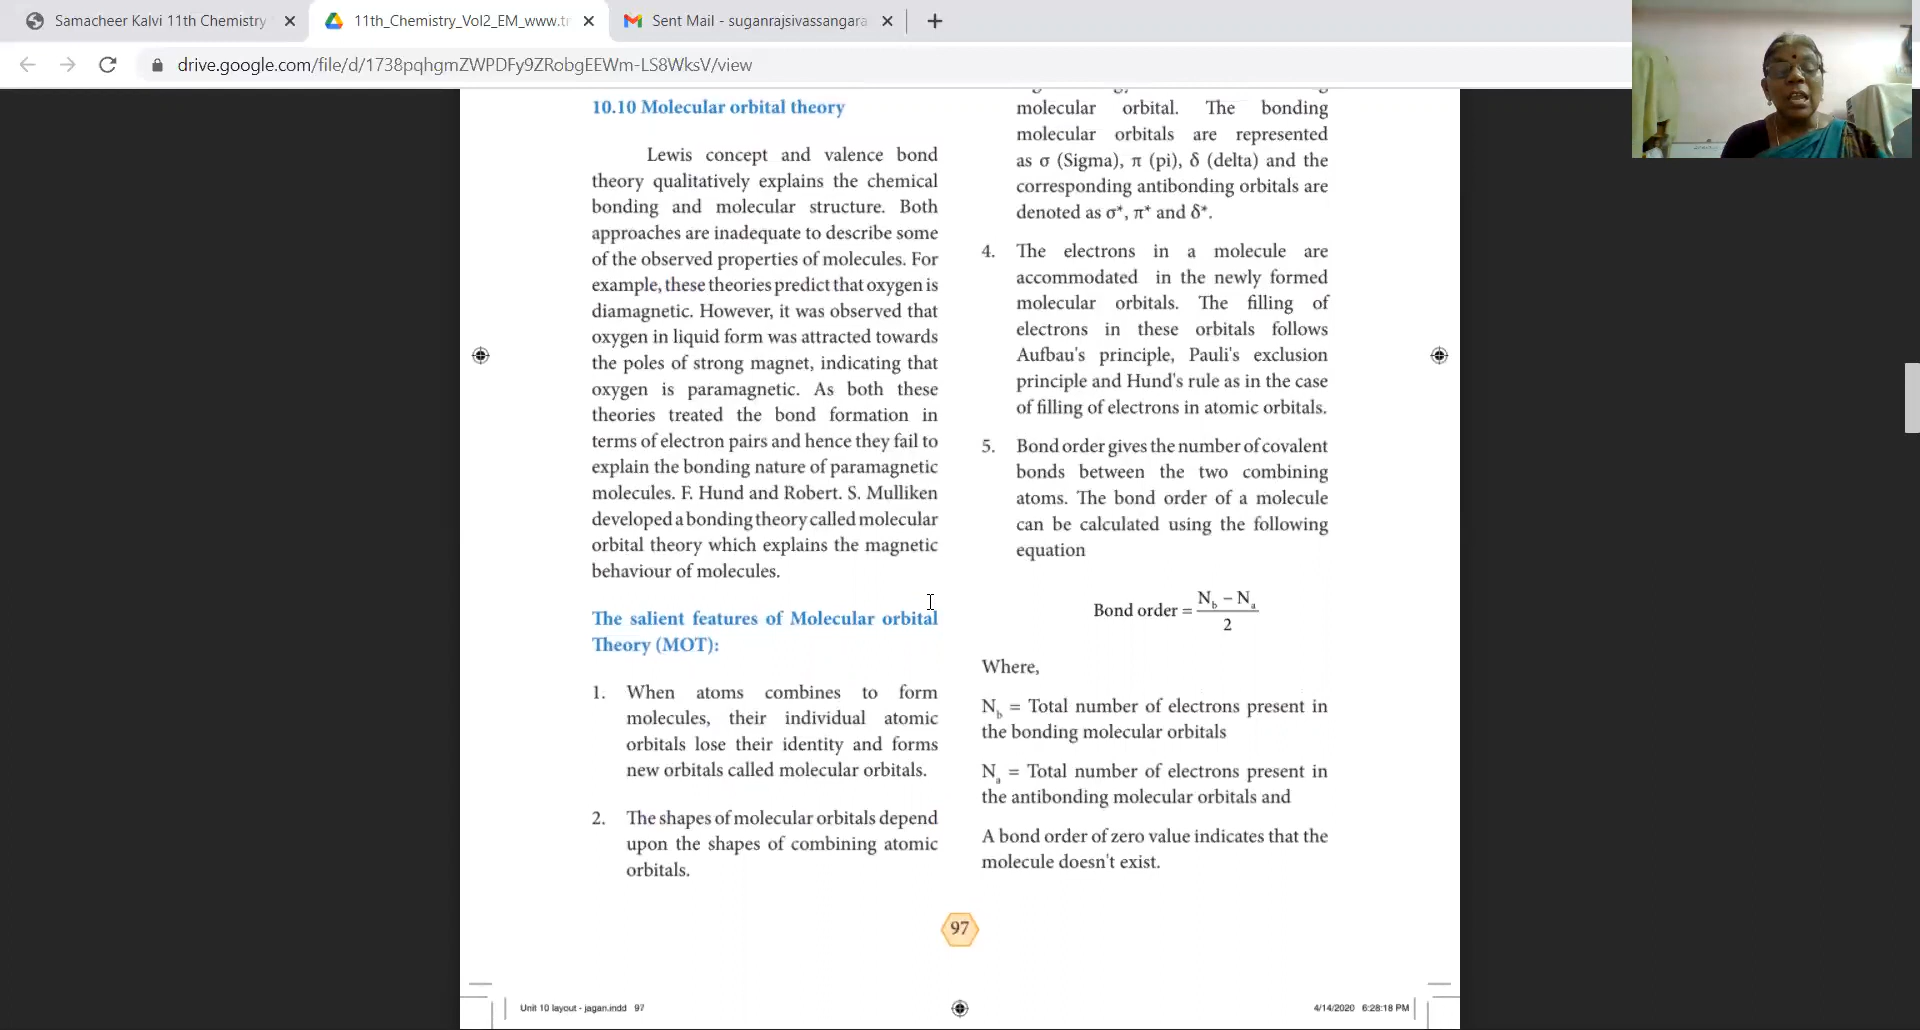 Samacheer Kalvi 11th Chemistry
11th_Chemistry_Vol2_EM_www.tr
Sent Mail - suganrajsivassangara
drive.google.com/file/d/1738pqhgmZWPDFy9ZRobgEEWm-LS8WksV/view
10.10 Molecular orbital theory
Lewis concept and valence bond
theory qualitatively explains the chemical
bonding and molecular structure. Both
approaches are inadequate to describe some
of the observed properties of molecules. For
example, these theories predict that oxygen is
diamagnetic. However, it was observed that
oxygen in liquid form was attracted towards
the poles of strong magnet, indicating that
oxygen is paramagnetic. As both these
theories treated the bond formation in
terms of electron pairs and hence they fail to
explain the bonding nature of paramagnetic
molecules. F. Hund and Robert. S. Mulliken
developed a bonding theory called molecular
orbital theory which explains the magnetic
behaviour of molecules.
The salient features of Molecular orbital
Theory (MOT):
1. When atoms combines to form
molecules, their individual atomic
orbitals lose their identity and forms
new orbitals called molecular orbitals.
2. The shapes of molecular orbitals depend
upon the shapes of combining atomic
orbitals.
molecular orbital. The bonding
molecular orbitals are represented
as σ (Sigma), π (pi), δ (delta) and the
corresponding antibonding orbitals are
denoted as σ*, π* and δ*.
4. The electrons in a molecule are
accommodated in the newly formed
molecular orbitals. The filling of
electrons in these orbitals follows
Aufbau's principle, Pauli's exclusion
principle and Hund's rule as in the case
of filling of electrons in atomic orbitals.
5. Bond order gives the number of covalent
bonds between the two combining
atoms. The bond order of a molecule
can be calculated using the following
equation
Bond order = (N_b − N_a) / 2
Where,
N_b = Total number of electrons present in
the bonding molecular orbitals
N_a = Total number of electrons present in
the antibonding molecular orbitals and
A bond order of zero value indicates that the
molecule doesn't exist.
97
Unit 10 layout - jagan.indd 97
4/14/2020 6:28:18 PM